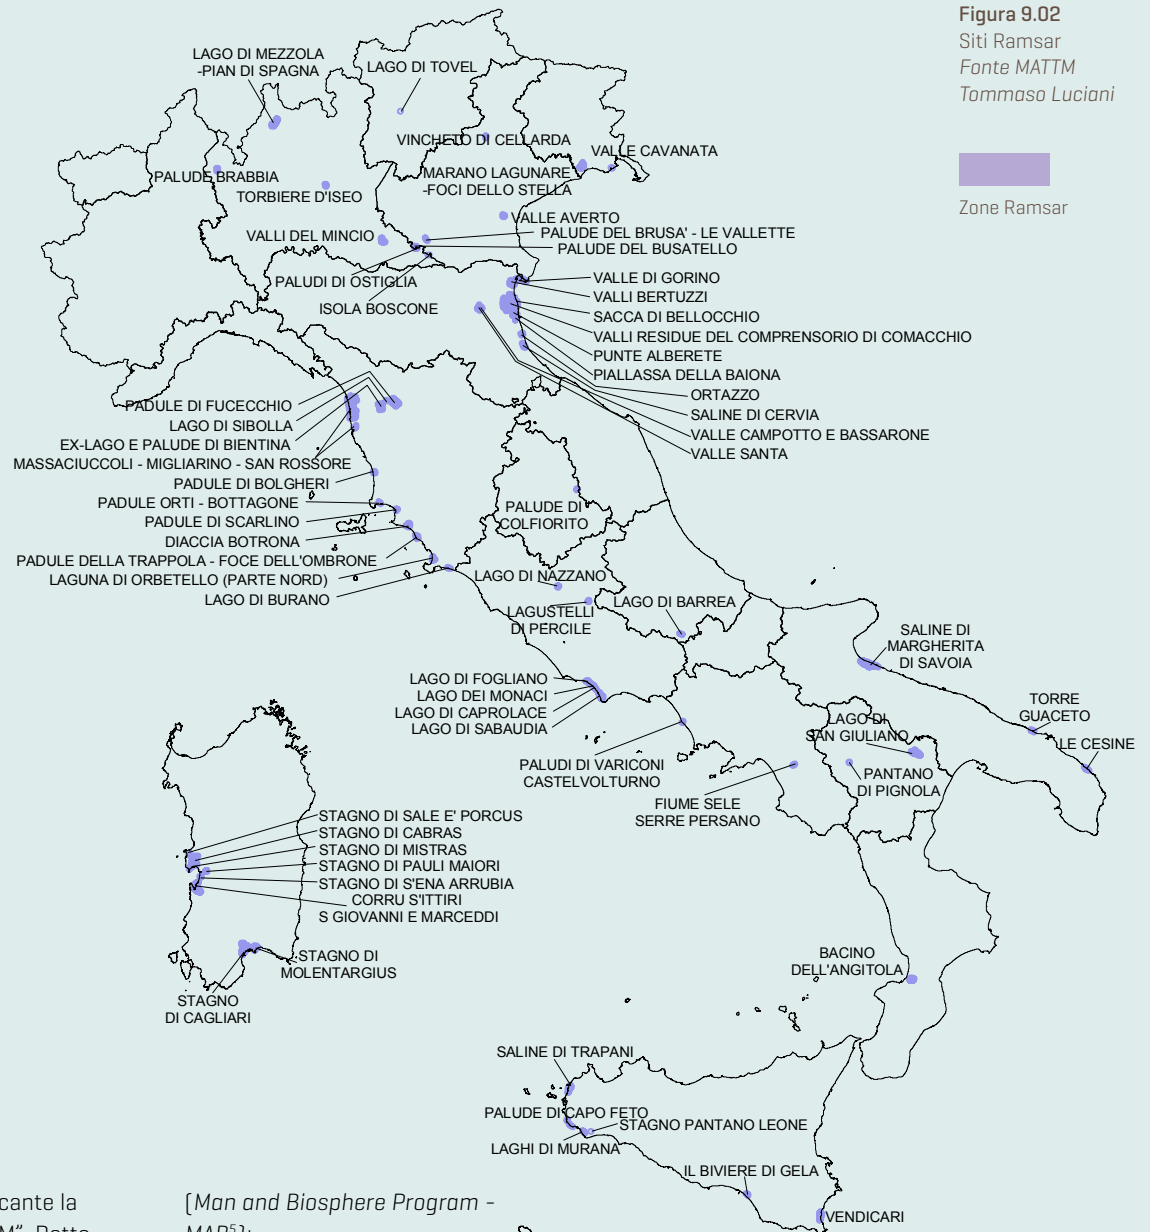 Figura 9.02
Siti Ramsar
Fonte MATTM
Tommaso Luciani
Zone Ramsar
LAGO DI MEZZOLA
-PIAN DI SPAGNA
LAGO DI TOVEL
VINCHETO DI CELLARDA
VALLE CAVANATA
PALUDE BRABBIA
MARANO LAGUNARE
-FOCI DELLO STELLA
TORBIERE D'ISEO
VALLE AVERTO
PALUDE DEL BRUSA' - LE VALLETTE
VALLI DEL MINCIO
PALUDE DEL BUSATELLO
PALUDI DI OSTIGLIA
ISOLA BOSCONE
VALLE DI GORINO
VALLI BERTUZZI
SACCA DI BELLOCCHIO
VALLI RESIDUE DEL COMPRENSORIO DI COMACCHIO
PUNTE ALBERETE
PIALLASSA DELLA BAIONA
ORTAZZO
SALINE DI CERVIA
VALLE CAMPOTTO E BASSARONE
VALLE SANTA
PADULE DI FUCECCHIO
LAGO DI SIBOLLA
EX-LAGO E PALUDE DI BIENTINA
MASSACIUCCOLI - MIGLIARINO - SAN ROSSORE
PADULE DI BOLGHERI
PADULE ORTI - BOTTAGONE
PADULE DI SCARLINO
DIACCIA BOTRONA
PADULE DELLA TRAPPOLA - FOCE DELL'OMBRONE
LAGUNA DI ORBETELLO (PARTE NORD)
LAGO DI BURANO
PALUDE DI
COLFIORITO
LAGO DI NAZZANO
LAGUSTELLI
DI PERCILE
LAGO DI BARREA
SALINE DI
MARGHERITA
DI SAVOIA
LAGO DI FOGLIANO
LAGO DEI MONACI
LAGO DI CAPROLACE
LAGO DI SABAUDIA
TORRE
GUACETO
LE CESINE
LAGO DI
SAN GIULIANO
PALUDI DI VARICONI
CASTELVOLTURNO
PANTANO
DI PIGNOLA
FIUME SELE
SERRE PERSANO
STAGNO DI SALE E' PORCUS
STAGNO DI CABRAS
STAGNO DI MISTRAS
STAGNO DI PAULI MAIORI
STAGNO DI S'ENA ARRUBIA
CORRU S'ITTIRI
S GIOVANNI E MARCEDDI
STAGNO DI
MOLENTARGIUS
STAGNO
DI CAGLIARI
BACINO
DELL'ANGITOLA
SALINE DI TRAPANI
PALUDE DI CAPO FETO
STAGNO PANTANO LEONE
LAGHI DI MURANA
IL BIVIERE DI GELA
VENDICARI
cante la
(Man and Biosphere Program -